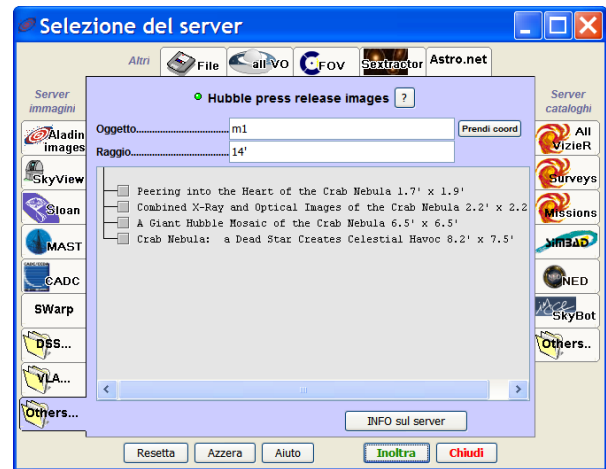 Selezione del server
Altri
File
all VO
FOV
Sextractor
Astro.net
Server
immagini
Hubble press release images ?
Server
cataloghi
Oggetto
m1
Prendi coord
Raggio
14'
Aladin
images
SkyView
Sloan
MAST
CADC
SWarp
DSS...
VLA...
Others...
Peering into the Heart of the Crab Nebula 1.7' x 1.9'
Combined X-Ray and Optical Images of the Crab Nebula 2.2' x 2.2
A Giant Hubble Mosaic of the Crab Nebula 6.5' x 6.5'
Crab Nebula: a Dead Star Creates Celestial Havoc 8.2' x 7.5'
All
VizieR
Surveys
Missions
SIMBAD
NED
SkyBot
Others..
INFO sul server
Resetta
Azzera
Aiuto
Inoltra
Chiudi